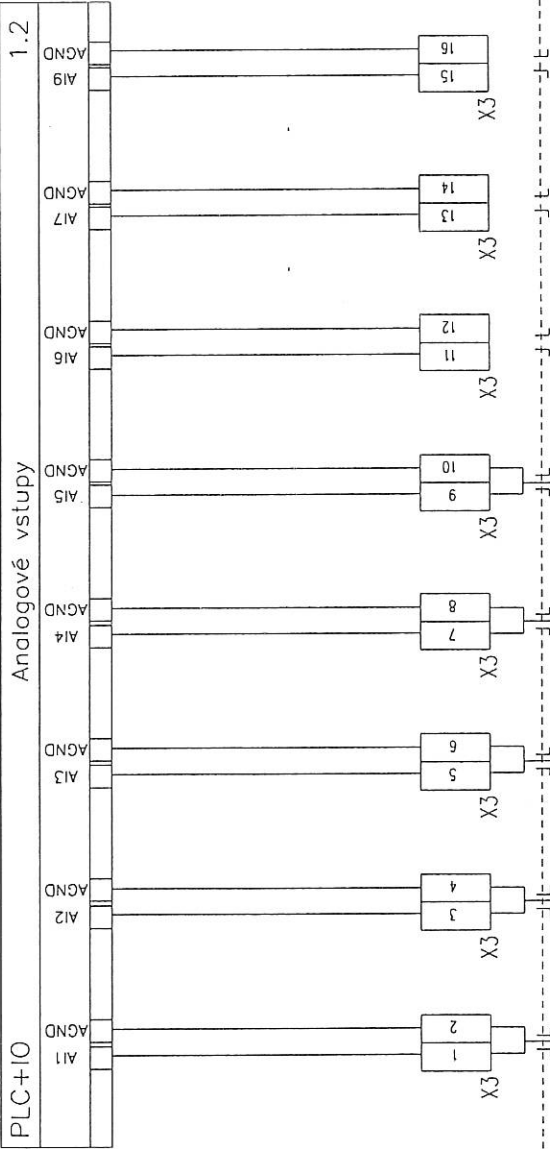 PLC+IO Analogové vstupy 1.2
AI1 AGND AI2 AGND AI3 AGND AI4 AGND AI5 AGND AI6 AGND AI7 AGND AI9 AGND
1 2 3 4 5 6 7 8 9 10 11 12 13 14 15 16
X3 X3 X3 X3 X3 X3 X3 X3